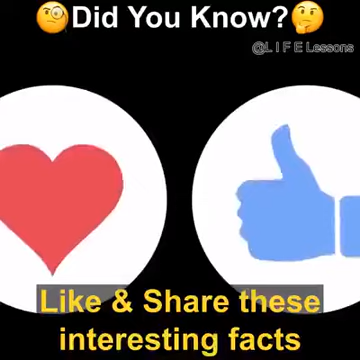 🧐Did You Know?🤔
@L I F E Lessons
Like & Share these
interesting facts